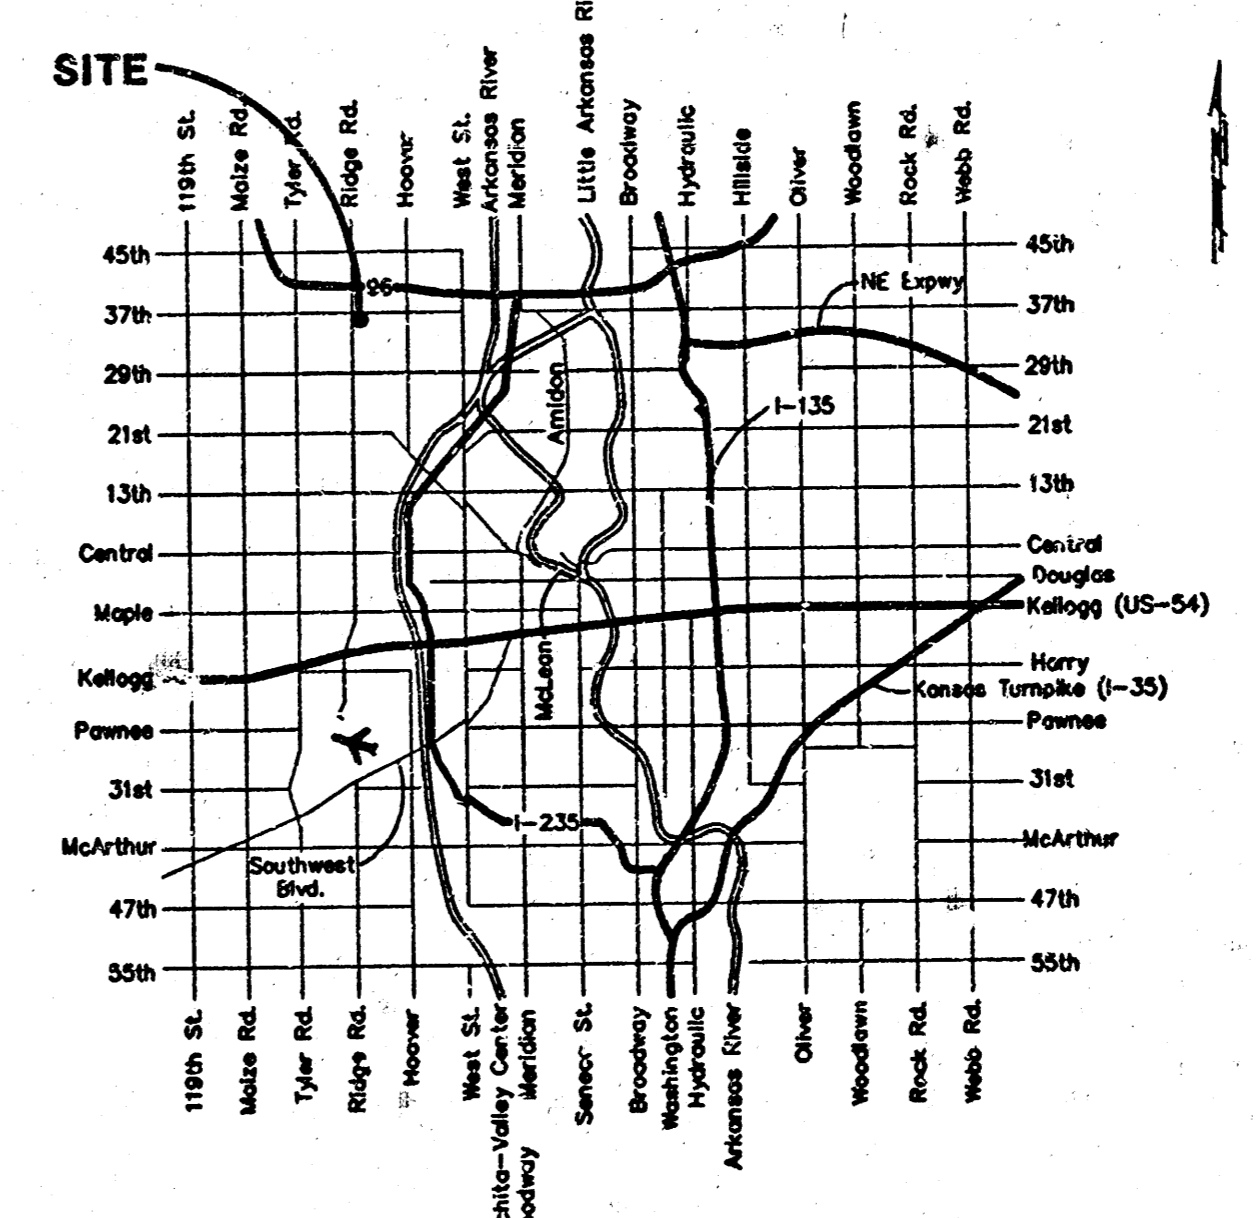 SITE
119th St.
Maize Rd.
Tyler Rd.
Ridge Rd.
Hoover
West St.
Arkansas River
Meridian
Little Arkansas Ri
Broadway
Hydraulic
Hillside
Oliver
Woodlawn
Rock Rd.
Webb Rd.
45th
45th
96
NE Expwy
37th
37th
29th
29th
Amidon
I-135
21st
21st
13th
13th
Central
Central
Douglas
Maple
Kellogg (US-54)
McLean
Kellogg
Harry
Kansas Turnpike (I-35)
Pawnee
Pawnee
31st
31st
I-235
McArthur
McArthur
Southwest
Blvd.
47th
47th
55th
55th
119th St.
Maize Rd.
Tyler Rd.
Ridge Rd.
Hoover
West St.
chita-Valley Center
oodway
Meridian
Seneca St.
Broadway
Washington
Hydraulic
Arkansas River
Oliver
Woodlawn
Rock Rd.
Webb Rd.